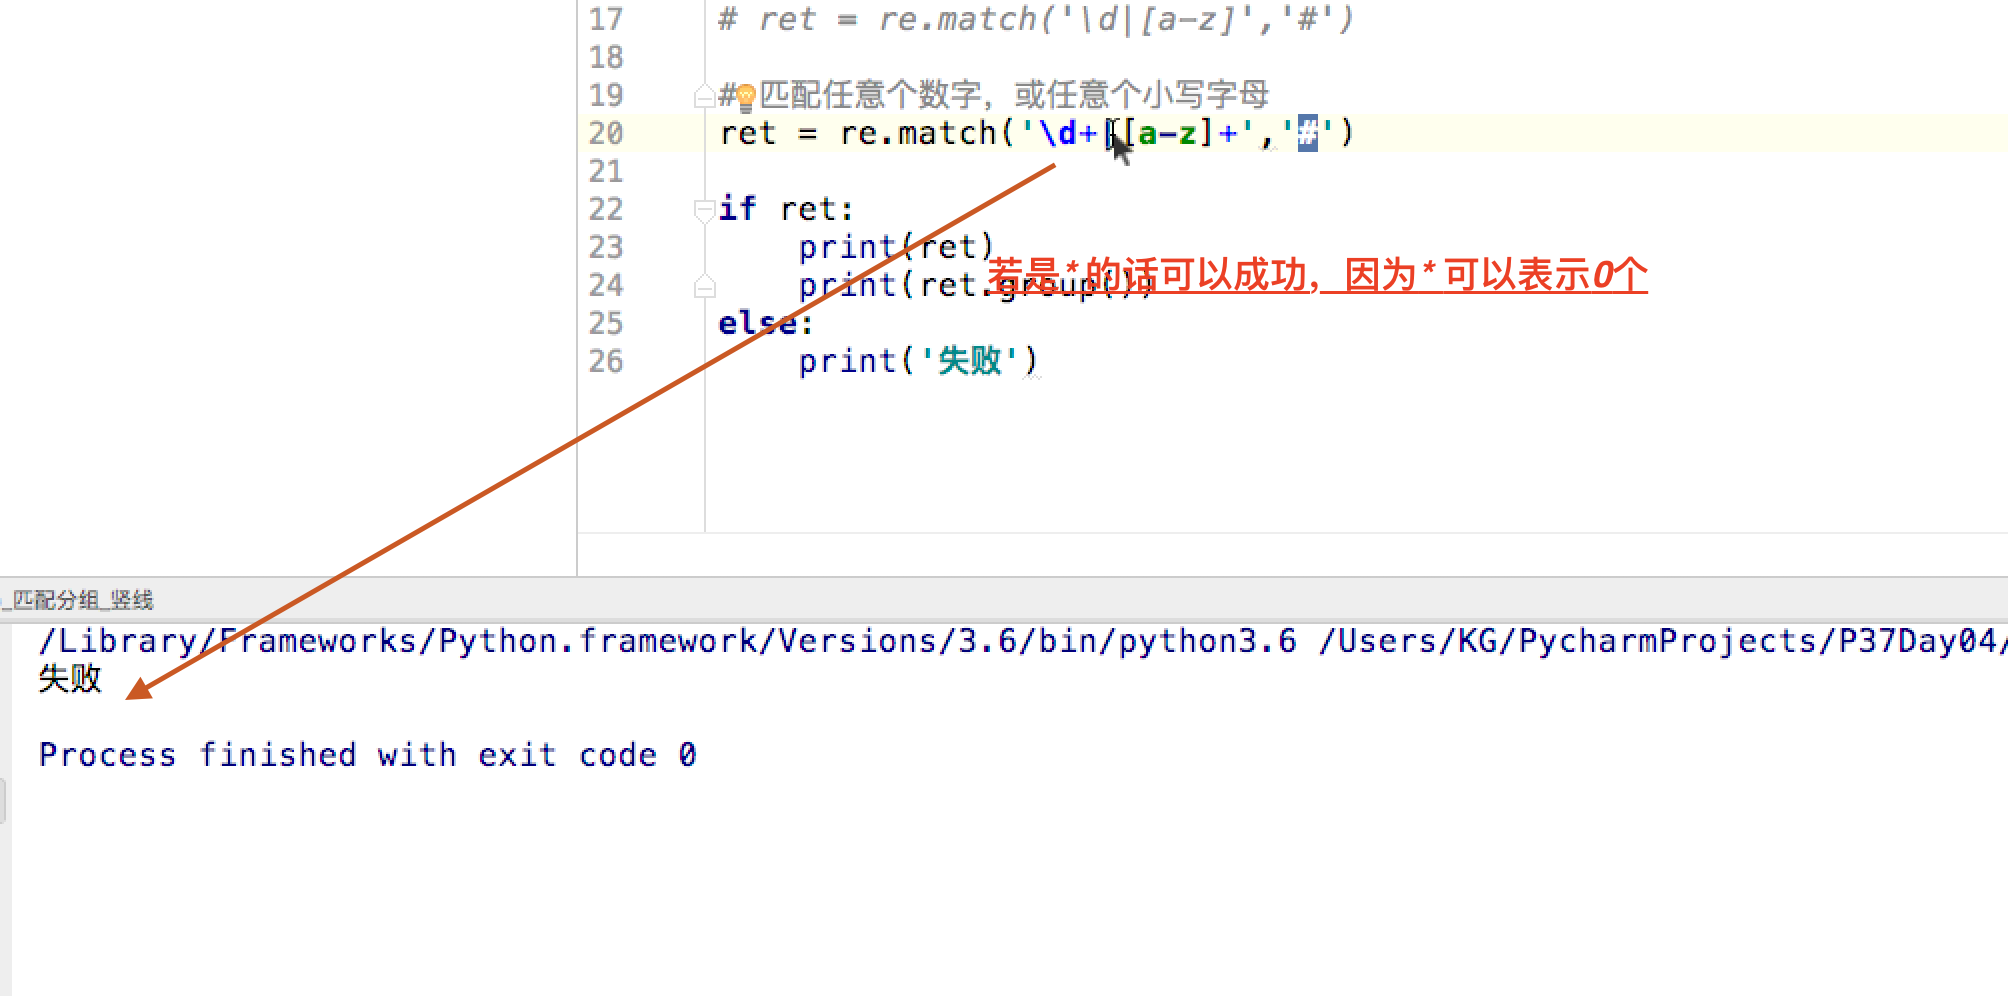 17 # ret = re.match('\d|[a-z]','#')
18
19 # 匹配任意个数字，或任意个小写字母
20 ret = re.match('\d+|[a-z]+','#')
21
22 if ret:
23 print(ret)
若是*的话可以成功，因为*可以表示0个
24 print(ret.group())
25 else:
26 print('失败')
_匹配分组_竖线
/Library/Frameworks/Python.framework/Versions/3.6/bin/python3.6 /Users/KG/PycharmProjects/P37Day04/
失败
Process finished with exit code 0